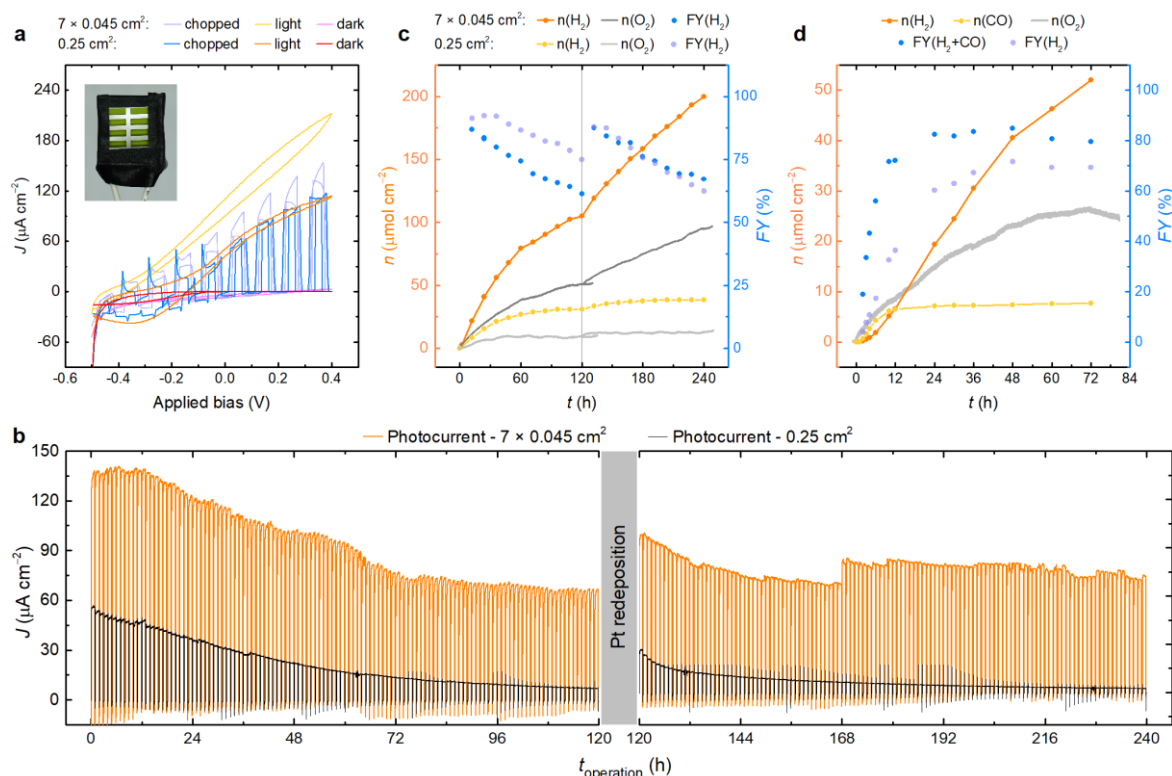 a
7 × 0.045 cm²: chopped light dark
0.25 cm²: chopped light dark
240
180
120
60
0
-60
J (µA cm⁻²)
-0.6 -0.4 -0.2 0.0 0.2 0.4
Applied bias (V)
c
7 × 0.045 cm²: n(H₂) n(O₂) FY(H₂)
0.25 cm²: n(H₂) n(O₂) FY(H₂)
200
150
100
50
0
n (µmol cm⁻²)
100
75
50
25
0
FY (%)
0 60 120 180 240
t (h)
d
n(H₂) n(CO) n(O₂)
FY(H₂+CO) FY(H₂)
50
40
30
20
10
0
n (µmol cm⁻²)
100
80
60
40
20
0
FY (%)
0 12 24 36 48 60 72 84
t (h)
b
Photocurrent - 7 × 0.045 cm² Photocurrent - 0.25 cm²
150
120
90
60
30
0
J (µA cm⁻²)
Pt redeposition
0 24 48 72 96 120 120 144 168 192 216 240
t operation (h)